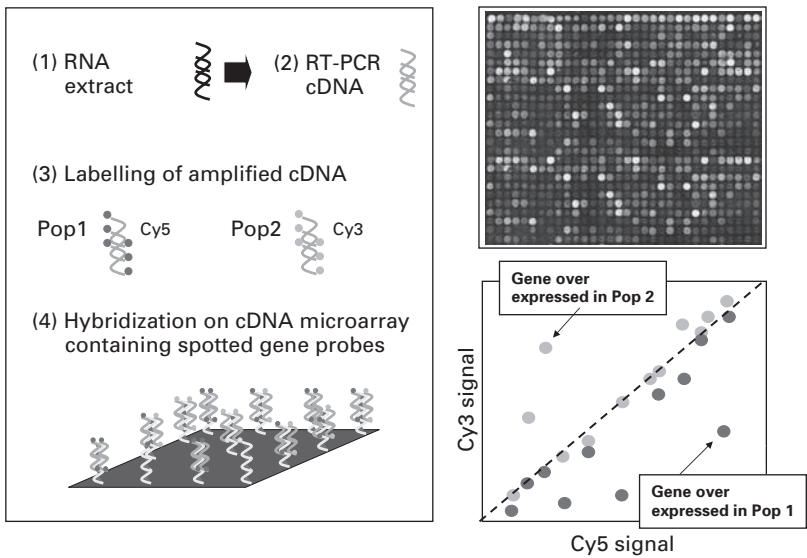 (1) RNA
extract
(2) RT-PCR
cDNA
(3) Labelling of amplified cDNA
Pop1
Cy5
Pop2
Cy3
(4) Hybridization on cDNA microarray
containing spotted gene probes
Gene over
expressed in Pop 2
Cy3 signal
Gene over
expressed in Pop 1
Cy5 signal